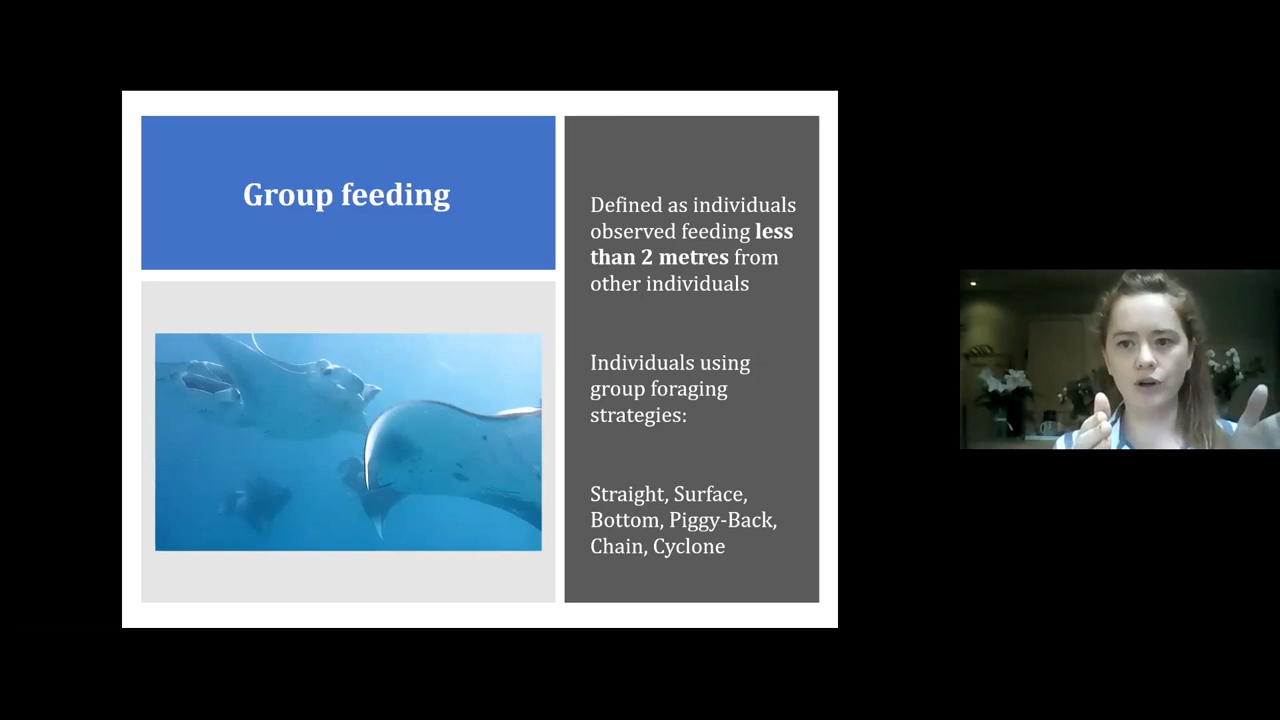 Group feeding
Defined as individuals
observed feeding less
than 2 metres from
other individuals
Individuals using
group foraging
strategies:
Straight, Surface,
Bottom, Piggy-Back,
Chain, Cyclone